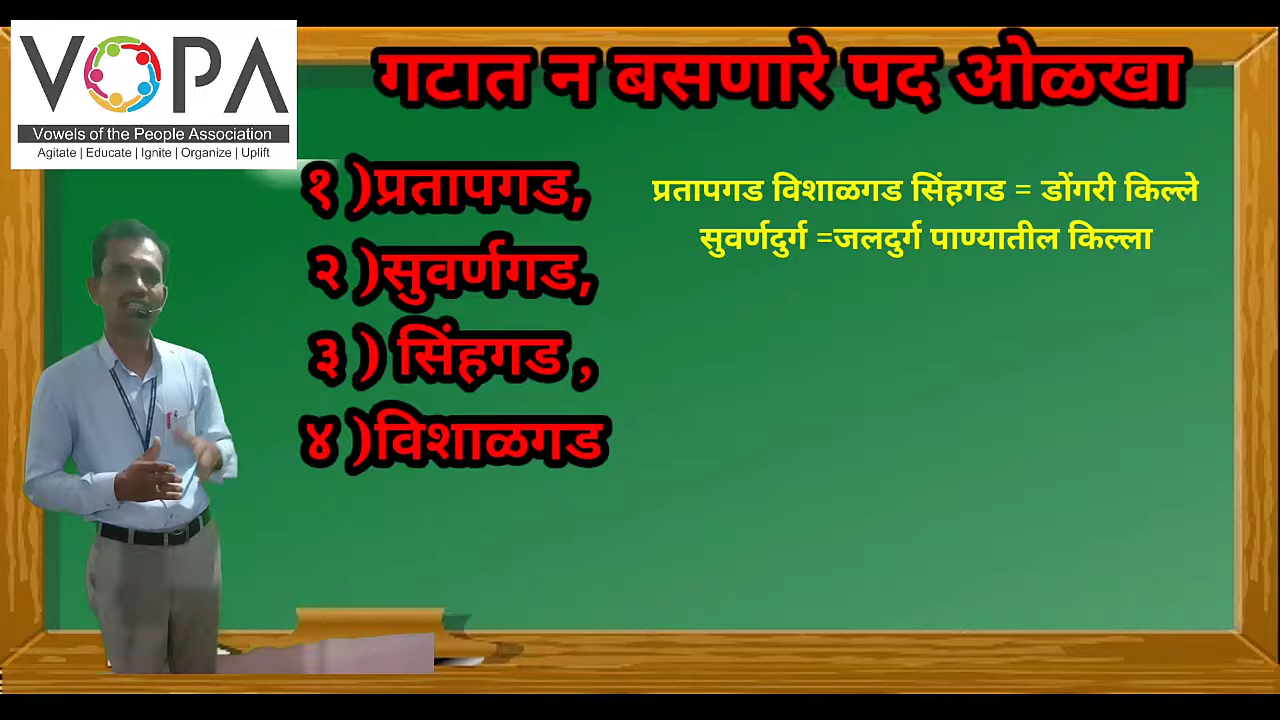 VOPA
Vowels of the People Association
Agitate | Educate | Ignite | Organize | Uplift
गटात न बसणारे पद ओळखा
१ )प्रतापगड,
२ )सुवर्णगड,
३ ) सिंहगड ,
४ )विशाळगड
प्रतापगड विशाळगड सिंहगड = डोंगरी किल्ले
सुवर्णदुर्ग =जलदुर्ग पाण्यातील किल्ला